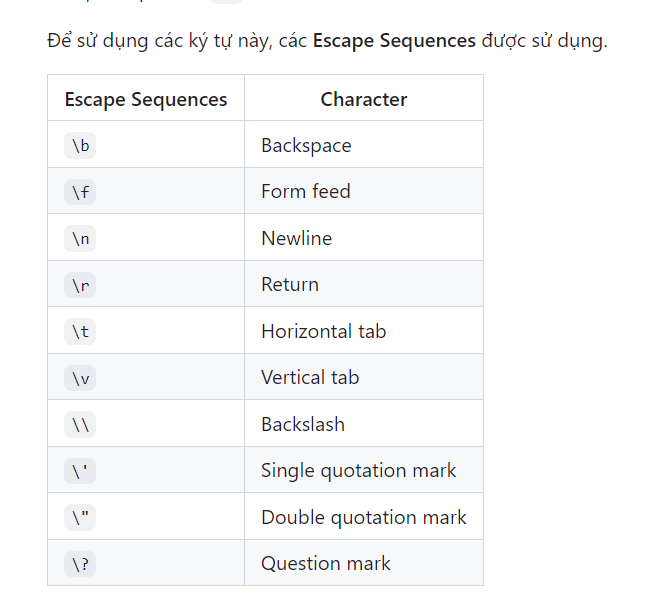 Để sử dụng các ký tự này, các Escape Sequences được sử dụng.
Escape Sequences Character
\b Backspace
\f Form feed
\n Newline
\r Return
\t Horizontal tab
\v Vertical tab
\\ Backslash
\' Single quotation mark
\" Double quotation mark
\? Question mark